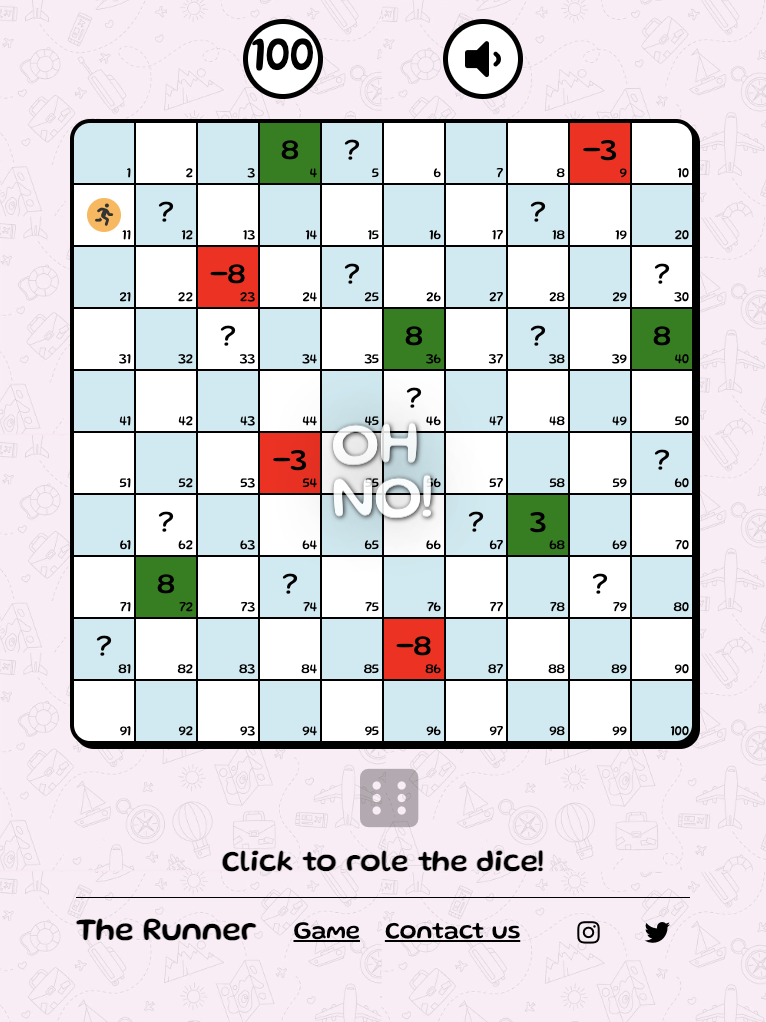 100
8 ? −3
1 2 3 4 5 6 7 8 9 10
? ?
11 12 13 14 15 16 17 18 19 20
−8 ? ?
21 22 23 24 25 26 27 28 29 30
? 8 ? 8
31 32 33 34 35 36 37 38 39 40
?
41 42 43 44 45 46 47 48 49 50
−3 ?
51 52 53 54 55 56 57 58 59 60
OH
NO!
? ? 3
61 62 63 64 65 66 67 68 69 70
8 ? ?
71 72 73 74 75 76 77 78 79 80
? −8
81 82 83 84 85 86 87 88 89 90
91 92 93 94 95 96 97 98 99 100
Click to role the dice!
The Runner Game Contact us